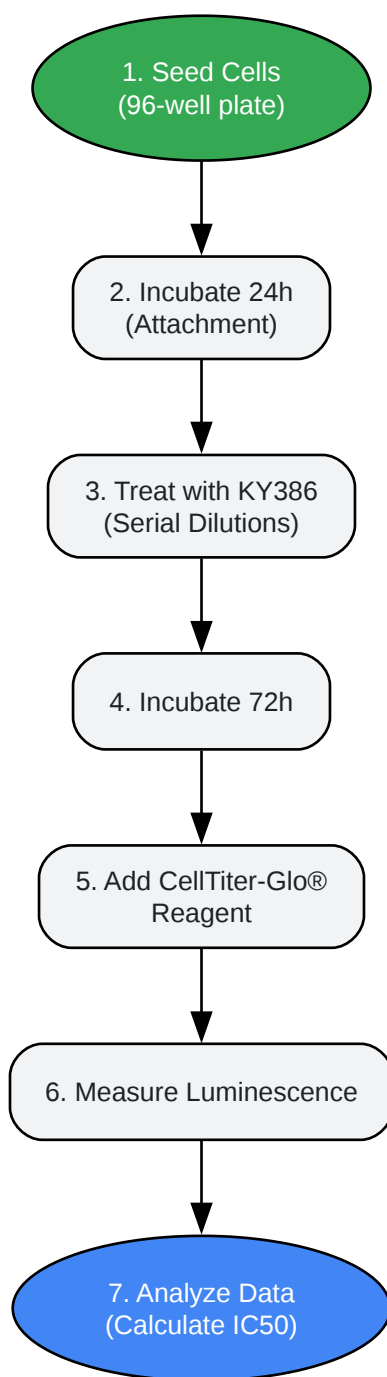 1. Seed Cells
(96-well plate)
2. Incubate 24h
(Attachment)
3. Treat with KY386
(Serial Dilutions)
4. Incubate 72h
5. Add CellTiter-Glo®
Reagent
6. Measure Luminescence
7. Analyze Data
(Calculate IC50)